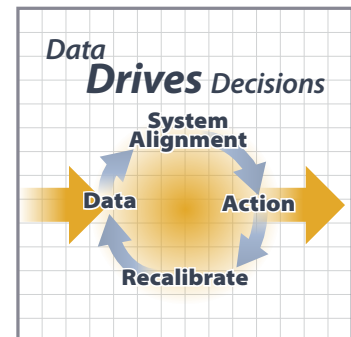 Data
Drives Decisions
System
Alignment
Data
Action
Recalibrate